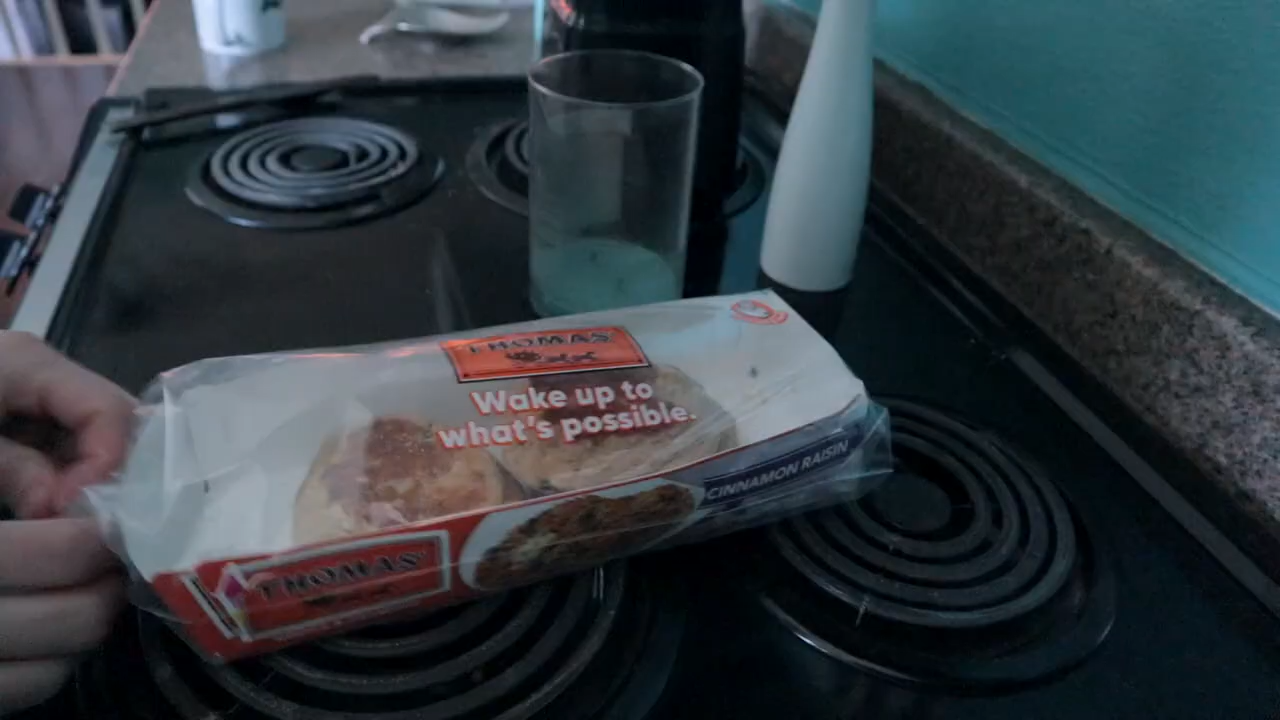 THOMAS'
Wake up to
what's possible.
CINNAMON RAISIN
THOMAS'